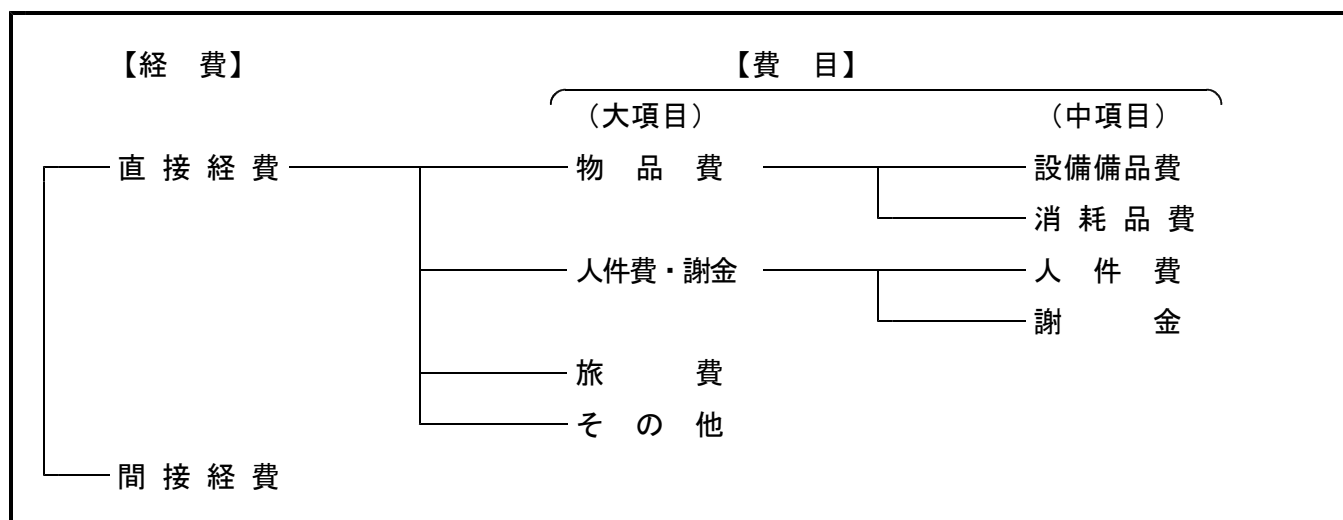 【経 費】 【費 目】
（大項目） （中項目）
直 接 経 費 物 品 費 設備備品費
消 耗 品 費
人件費・謝金 人 件 費
謝 金
旅 費
そ の 他
間 接 経 費